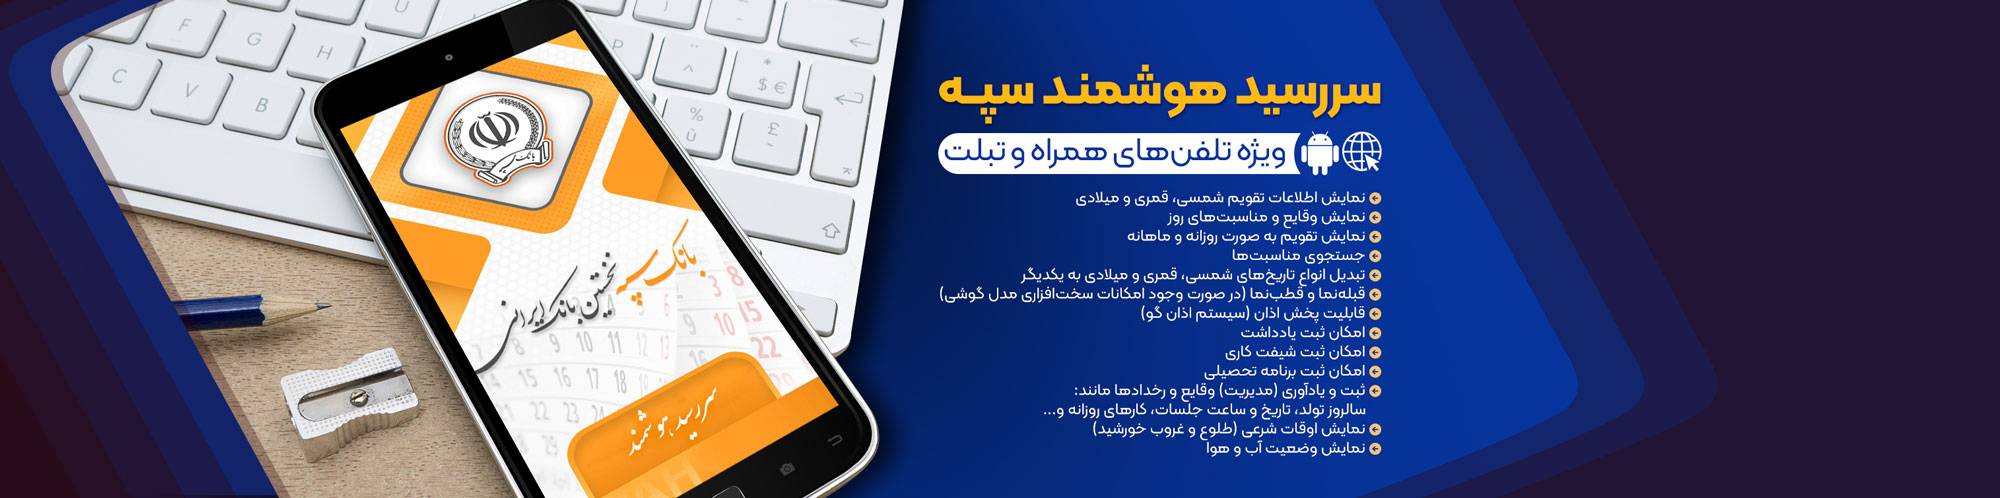 سررسید هوشمند سپه
ویژه تلفن‌های همراه و تبلت
نمایش اطلاعات تقویم شمسی، قمری و میلادی
نمایش وقایع و مناسبت‌های روز
نمایش تقویم به صورت روزانه و ماهانه
جستجوی مناسبت‌ها
تبدیل انواع تاریخ‌های شمسی، قمری و میلادی به یکدیگر
قبله‌نما و قطب‌نما (در صورت وجود امکانات سخت‌افزاری مدل گوشی)
قابلیت پخش اذان (سیستم اذان گو)
امکان ثبت یادداشت
امکان ثبت شیفت کاری
امکان ثبت برنامه تحصیلی
ثبت و یادآوری (مدیریت) وقایع و رخدادها مانند:
سالروز تولد، تاریخ و ساعت جلسات، کارهای روزانه و...
نمایش اوقات شرعی (طلوع و غروب خورشید)
نمایش وضعیت آب و هوا
بانک سپه
بانک سپه نخستین بانک ایرانی
سررسید هوشمند